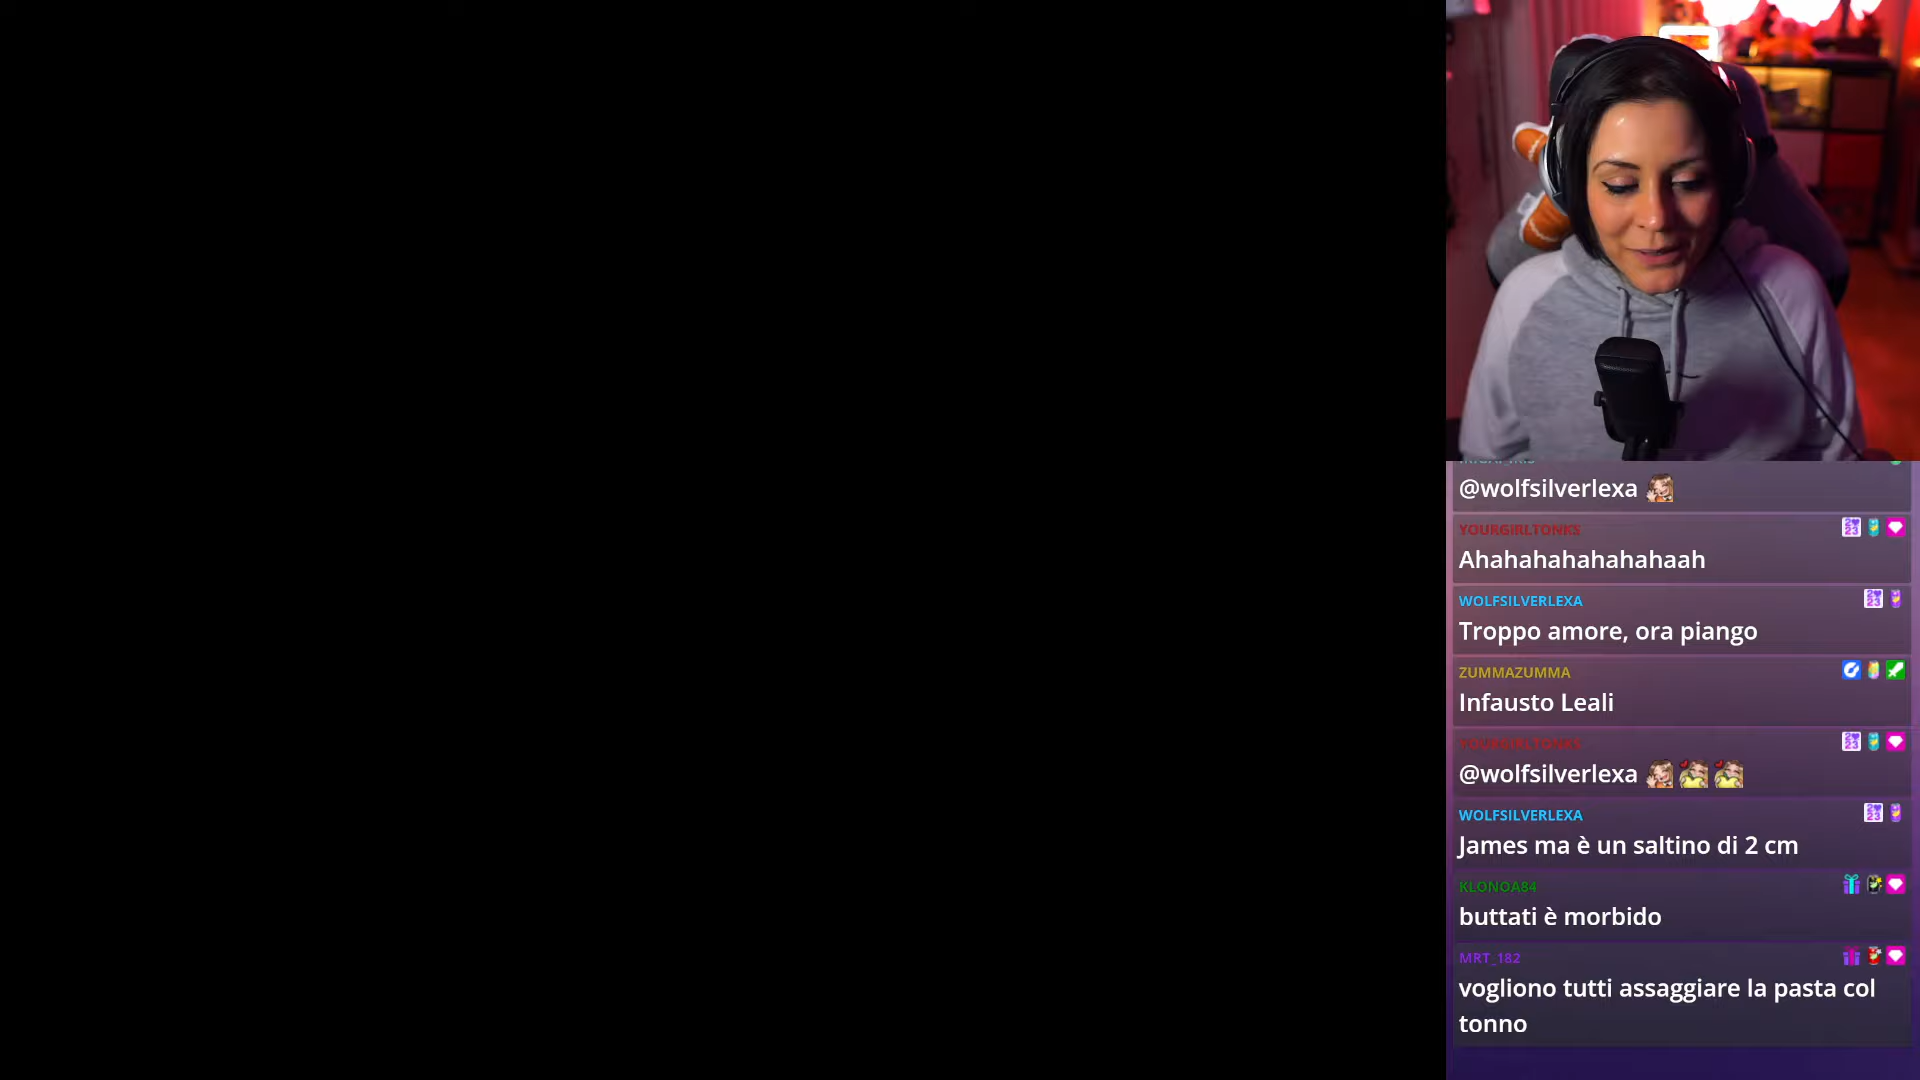 @wolfsilverlexa
YOURGIRLTONKS
Ahahahahahahahaah
WOLFSILVERLEXA
Troppo amore, ora piango
ZUMMAZUMMA
Infausto Leali
YOURGIRLTONKS
@wolfsilverlexa
WOLFSILVERLEXA
James ma è un saltino di 2 cm
KLONOA84
buttati è morbido
MRT_182
vogliono tutti assaggiare la pasta col
tonno